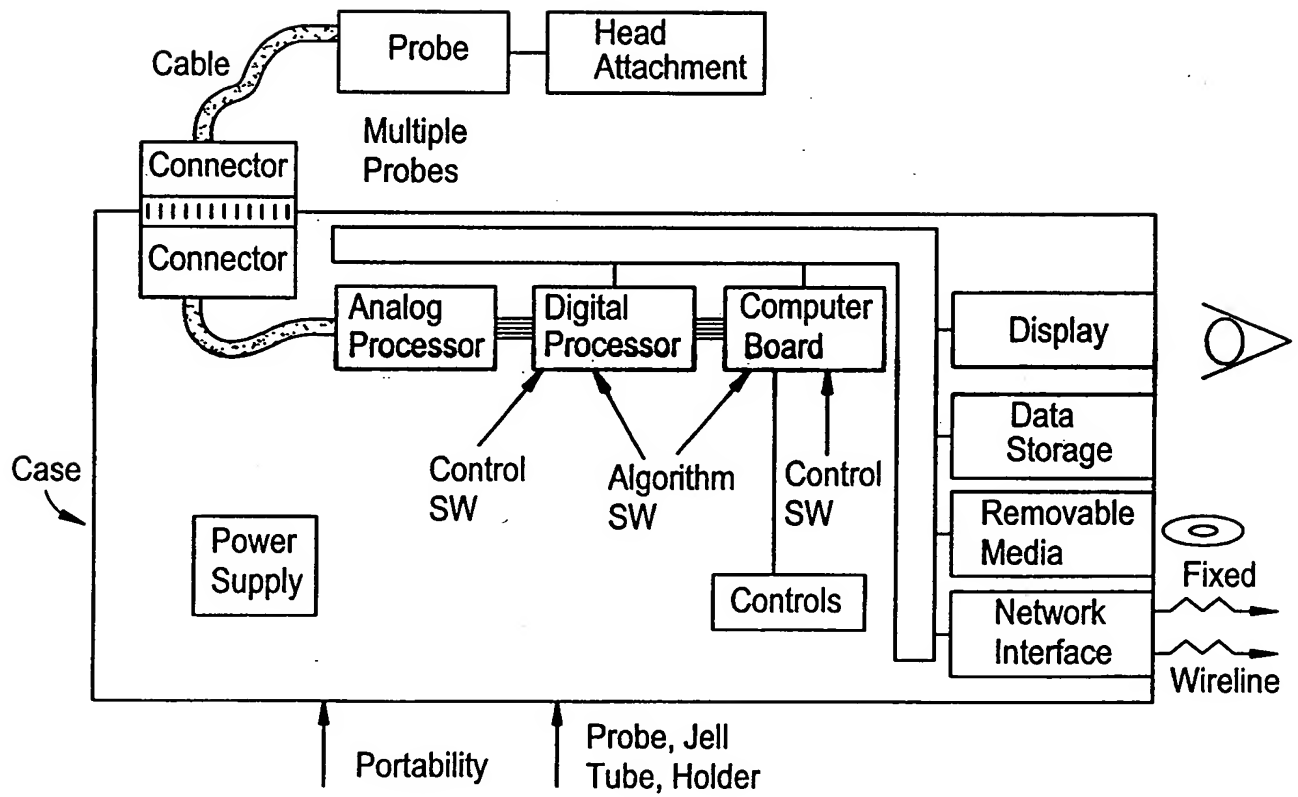 Cable
Probe
Head
Attachment
Multiple
Probes
Connector
Connector
Analog
Processor
Digital
Processor
Computer
Board
Display
Data
Storage
Control
SW
Algorithm
SW
Control
SW
Case
Power
Supply
Controls
Removable
Media
Fixed
Network
Interface
Wireline
Portability
Probe, Jell
Tube, Holder